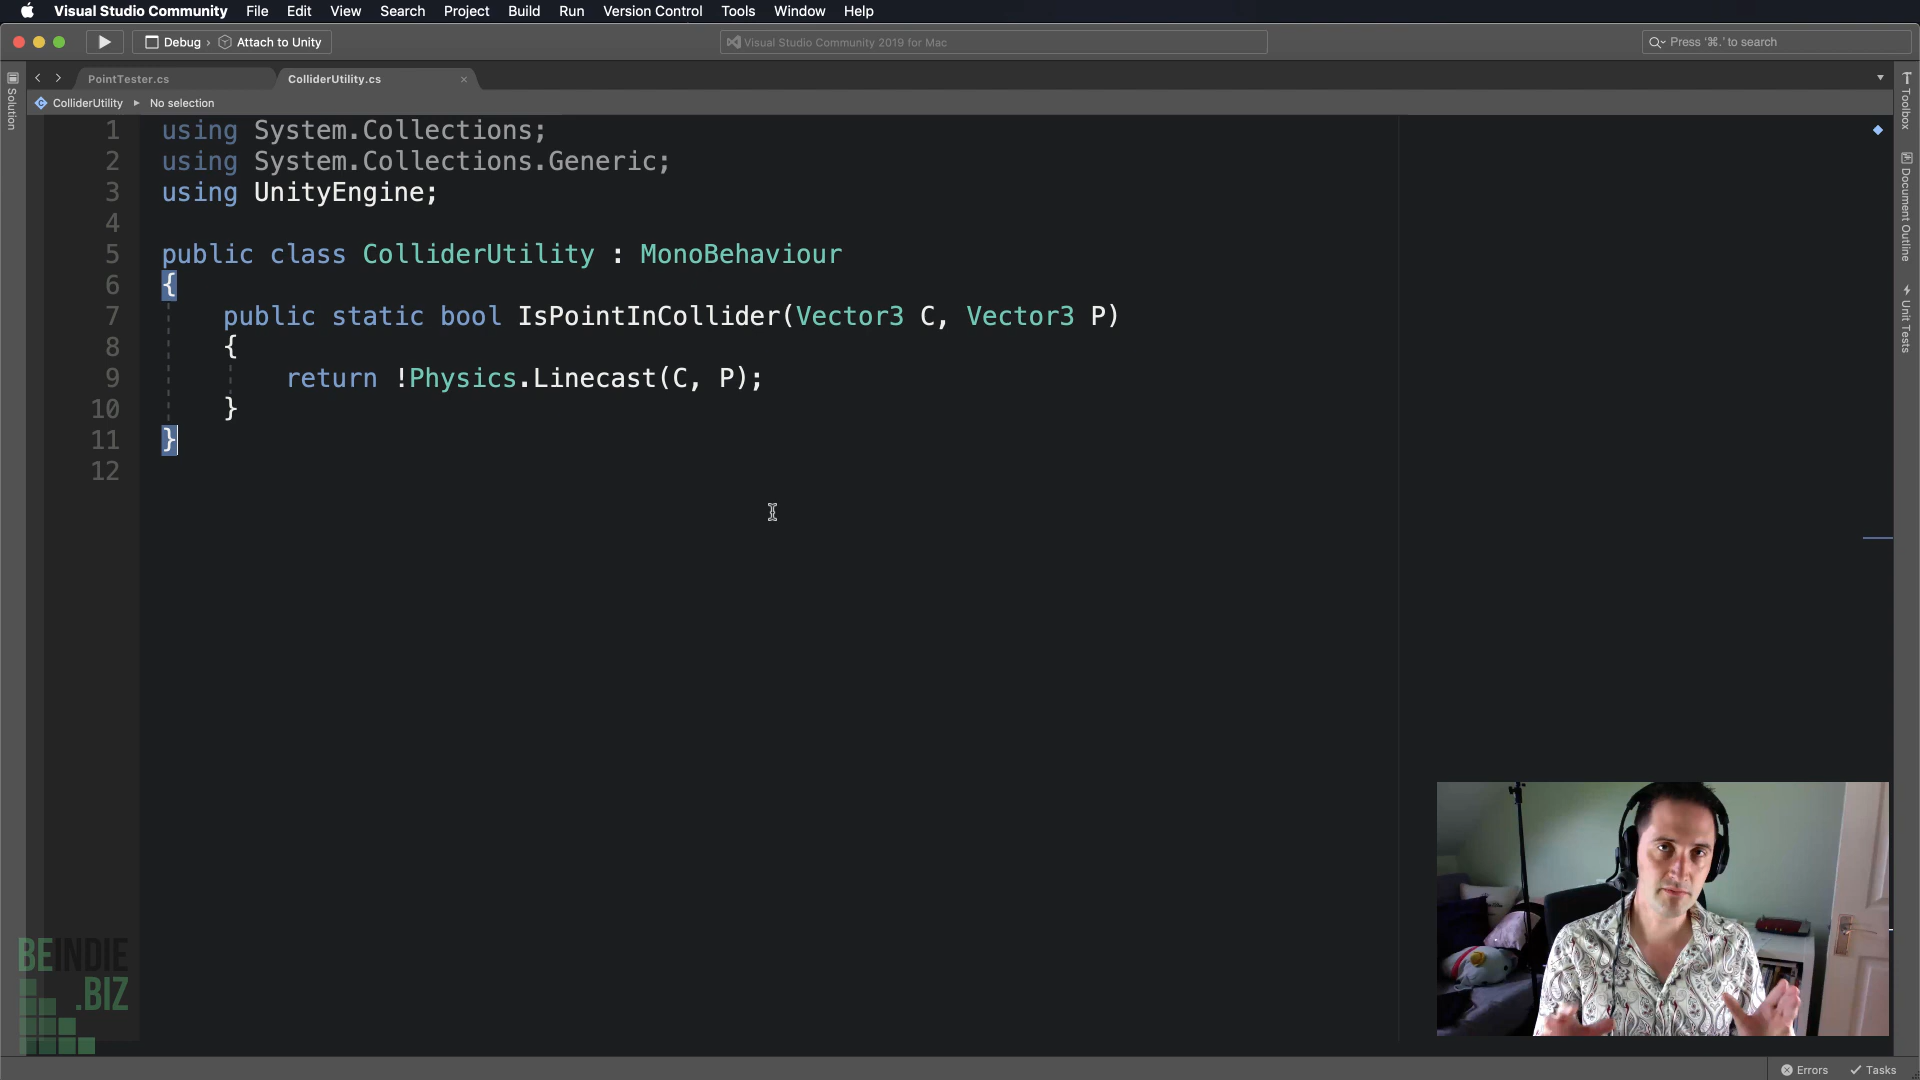 Visual Studio Community File Edit View Search Project Build Run Version Control Tools Window Help
Debug › Attach to Unity
Visual Studio Community 2019 for Mac
Press '⌘.' to search
PointTester.cs
ColliderUtility.cs
ColliderUtility ▸ No selection
Solution
Toolbox
Document Outline
Unit Tests
1 using System.Collections;
2 using System.Collections.Generic;
3 using UnityEngine;
4
5 public class ColliderUtility : MonoBehaviour
6 {
7 public static bool IsPointInCollider(Vector3 C, Vector3 P)
8 {
9 return !Physics.Linecast(C, P);
10 }
11 }
12
BEINDIE
.BIZ
Errors Tasks